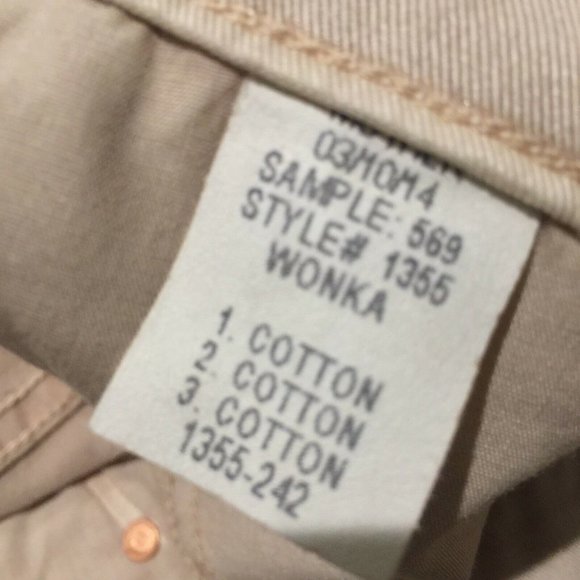 03/10/14
SAMPLE: 569
STYLE# 1355
WONKA
1. COTTON
2. COTTON
3. COTTON
1355-242